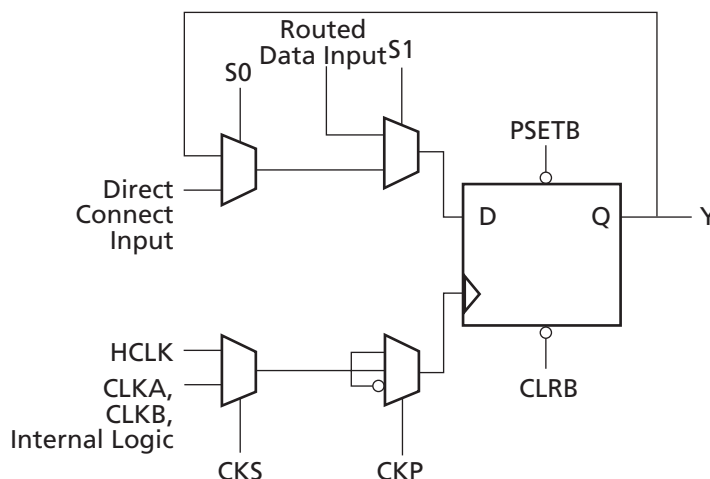 Routed
Data Input
S1
S0
PSETB
Direct
Connect
Input
D
Q
Y
HCLK
CLKA,
CLKB,
Internal Logic
CLRB
CKS
CKP